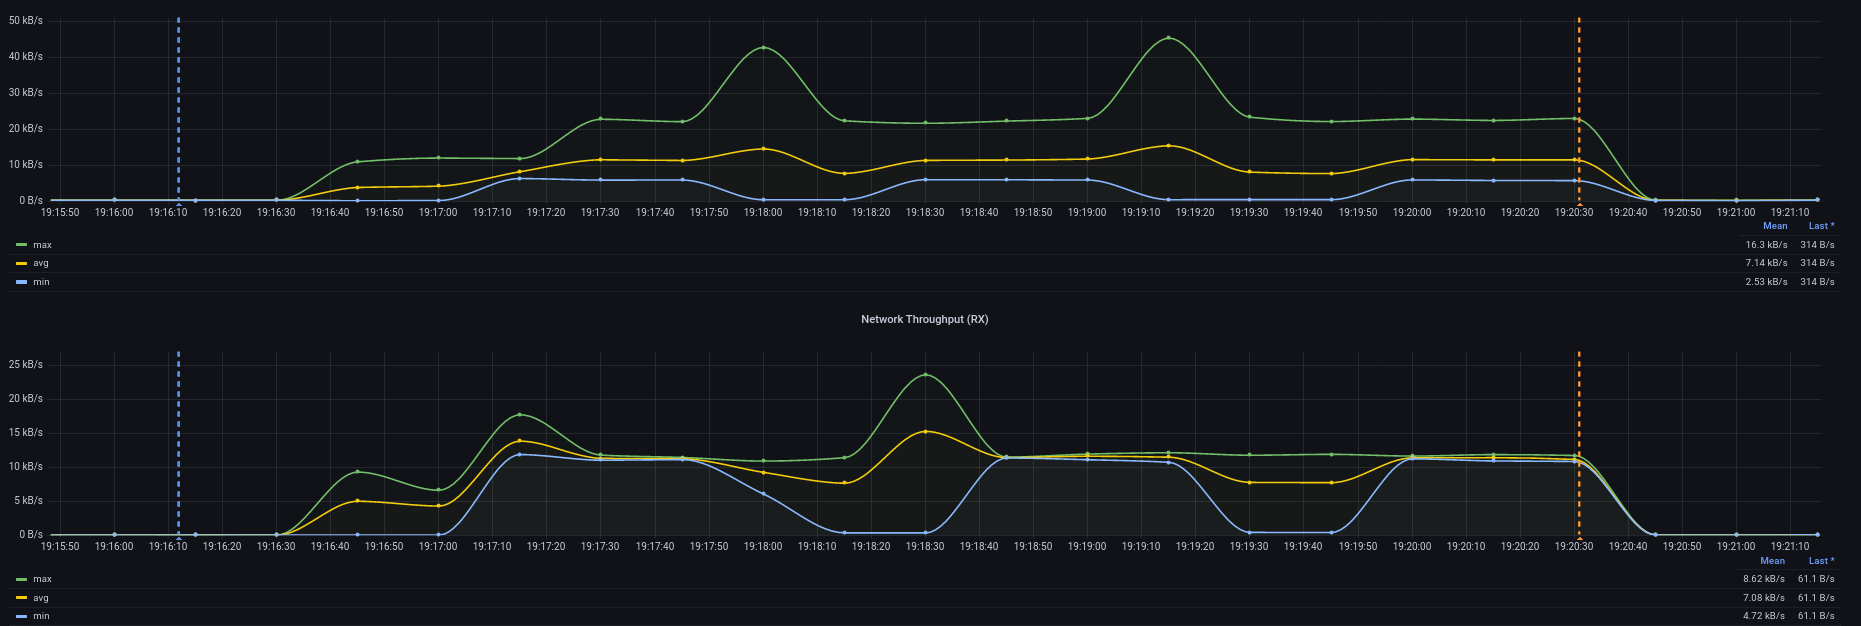 50 kB/s
40 kB/s
30 kB/s
20 kB/s
10 kB/s
0 B/s
19:15:50 19:16:00 19:16:10 19:16:20 19:16:30 19:16:40 19:16:50 19:17:00 19:17:10 19:17:20 19:17:30 19:17:40 19:17:50 19:18:00 19:18:10 19:18:20 19:18:30 19:18:40 19:18:50 19:19:00 19:19:10 19:19:20 19:19:30 19:19:40 19:19:50 19:20:00 19:20:10 19:20:20 19:20:30 19:20:40 19:20:50 19:21:00 19:21:10
Mean Last *
max 16.3 kB/s 314 B/s
avg 7.14 kB/s 314 B/s
min 2.53 kB/s 314 B/s
Network Throughput (RX)
25 kB/s
20 kB/s
15 kB/s
10 kB/s
5 kB/s
0 B/s
19:15:50 19:16:00 19:16:10 19:16:20 19:16:30 19:16:40 19:16:50 19:17:00 19:17:10 19:17:20 19:17:30 19:17:40 19:17:50 19:18:00 19:18:10 19:18:20 19:18:30 19:18:40 19:18:50 19:19:00 19:19:10 19:19:20 19:19:30 19:19:40 19:19:50 19:20:00 19:20:10 19:20:20 19:20:30 19:20:40 19:20:50 19:21:00 19:21:10
Mean Last *
max 8.62 kB/s 61.1 B/s
avg 7.08 kB/s 61.1 B/s
min 4.72 kB/s 61.1 B/s